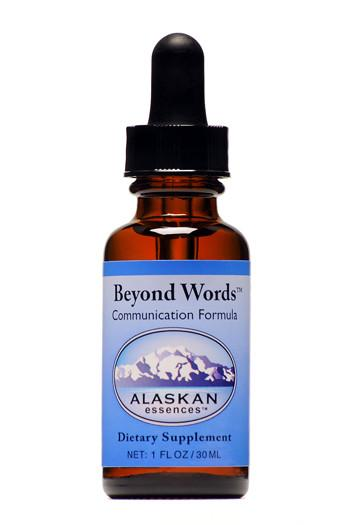 Beyond Words™
Communication Formula
ALASKAN
essences™
Dietary Supplement
NET: 1 FL OZ / 30 ML